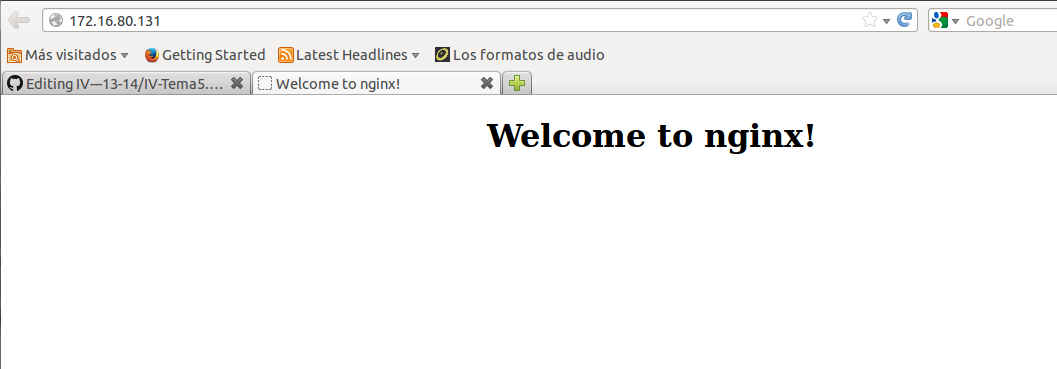 172.16.80.131 Google
Más visitados Getting Started Latest Headlines Los formatos de audio
Editing IV---13-14/IV-Tema5.… Welcome to nginx!
Welcome to nginx!